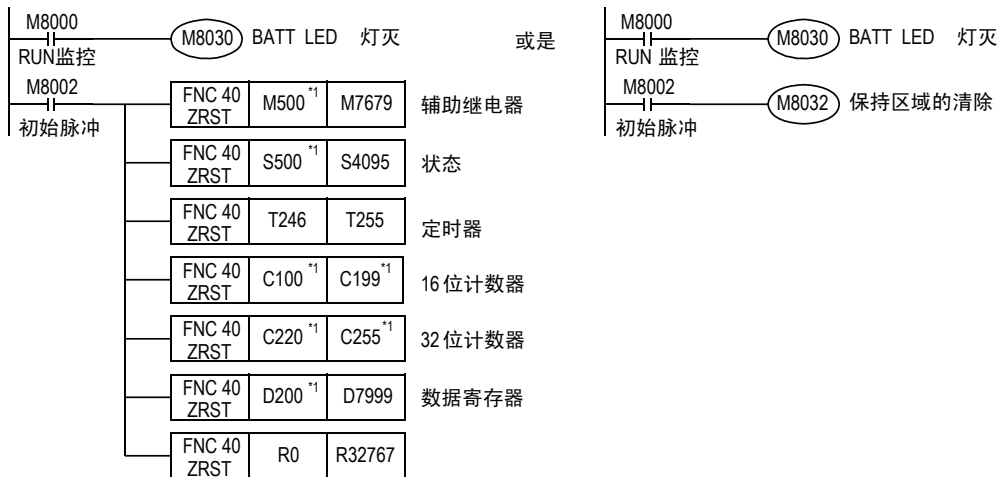 M8000
M8030 BATT LED 灯灭
RUN监控
M8002
初始脉冲
FNC 40
ZRST M500 *1 M7679 辅助继电器
FNC 40
ZRST S500 *1 S4095 状态
FNC 40
ZRST T246 T255 定时器
FNC 40
ZRST C100 *1 C199 *1 16位计数器
FNC 40
ZRST C220 *1 C255 *1 32位计数器
FNC 40
ZRST D200 *1 D7999 数据寄存器
FNC 40
ZRST R0 R32767
或是
M8000
M8030 BATT LED 灯灭
RUN 监控
M8002
M8032 保持区域的清除
初始脉冲